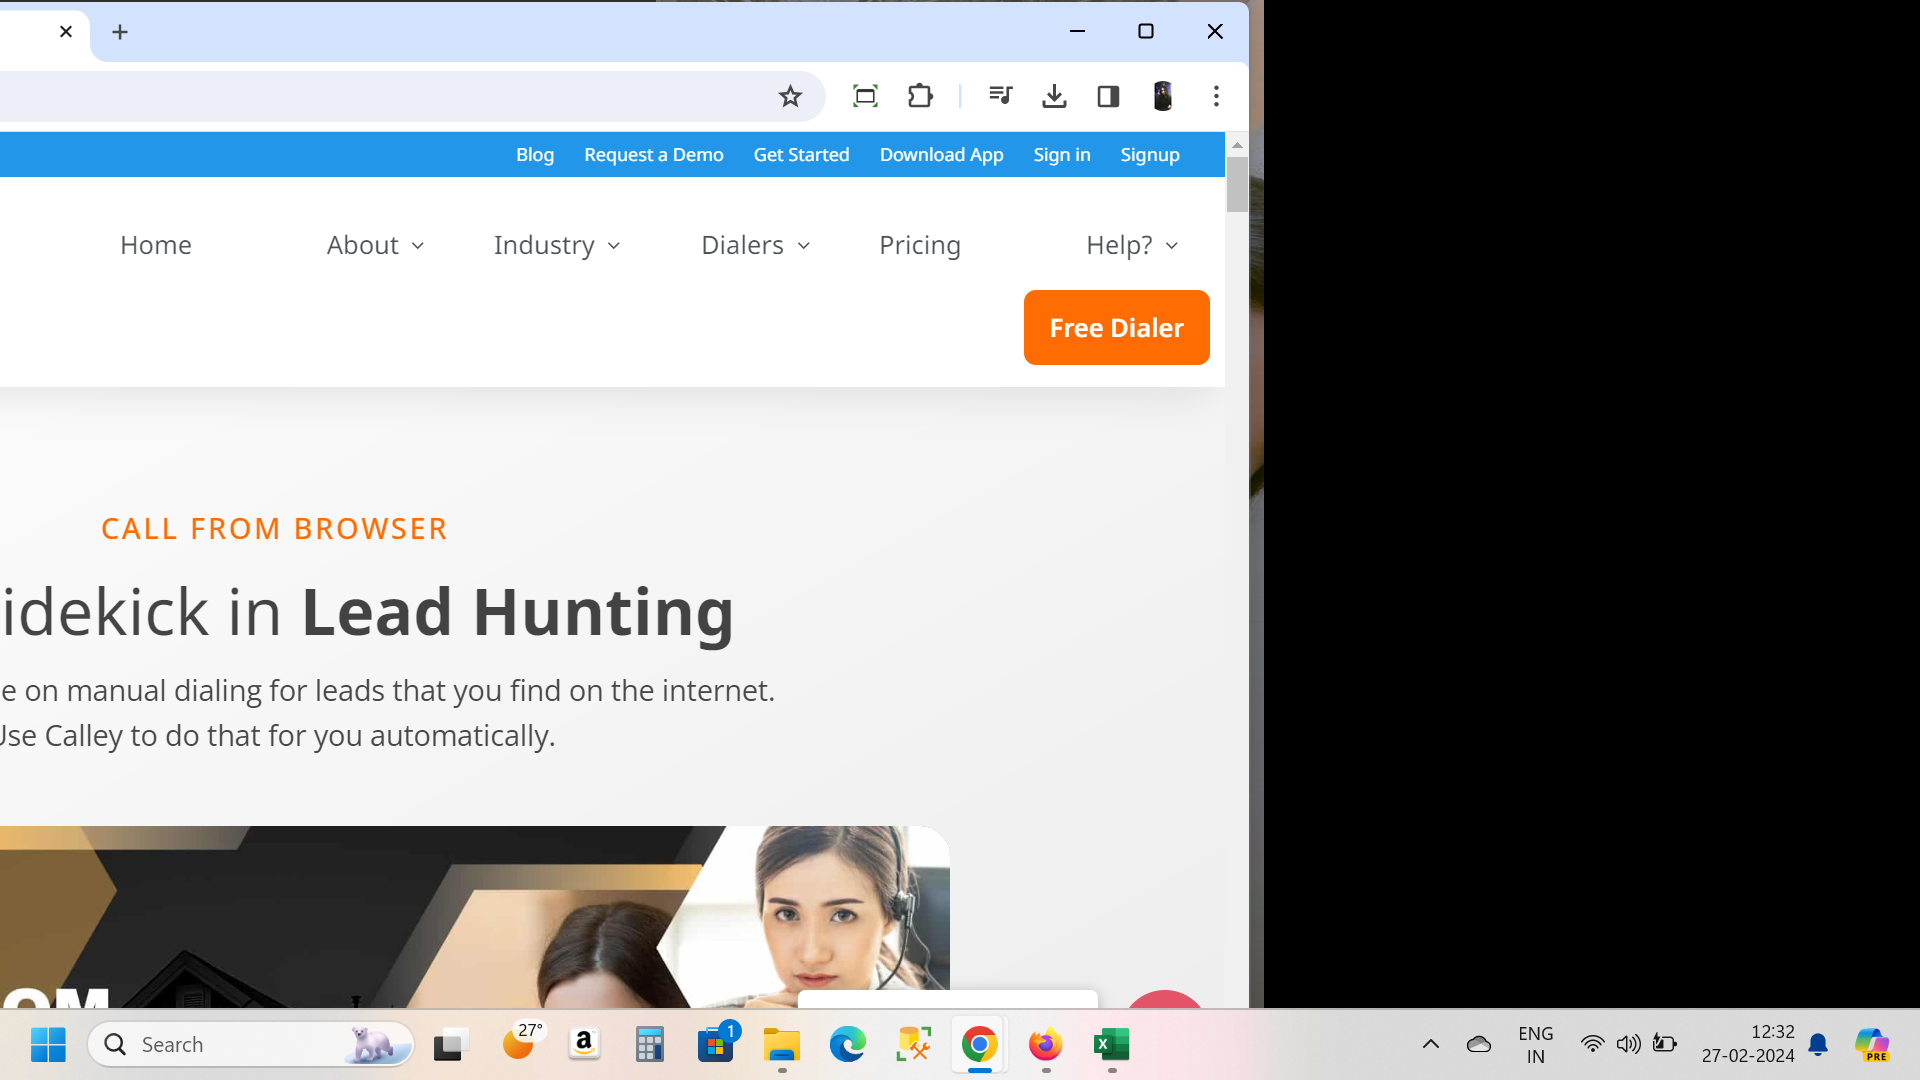 Blog Request a Demo Get Started Download App Sign in Signup
Home About Industry Dialers Pricing Help?
Free Dialer
CALL FROM BROWSER
idekick in Lead Hunting
e on manual dialing for leads that you find on the internet.
Use Calley to do that for you automatically.
OM
Search
27°
1
ENG
IN
12:32
27-02-2024
PRE